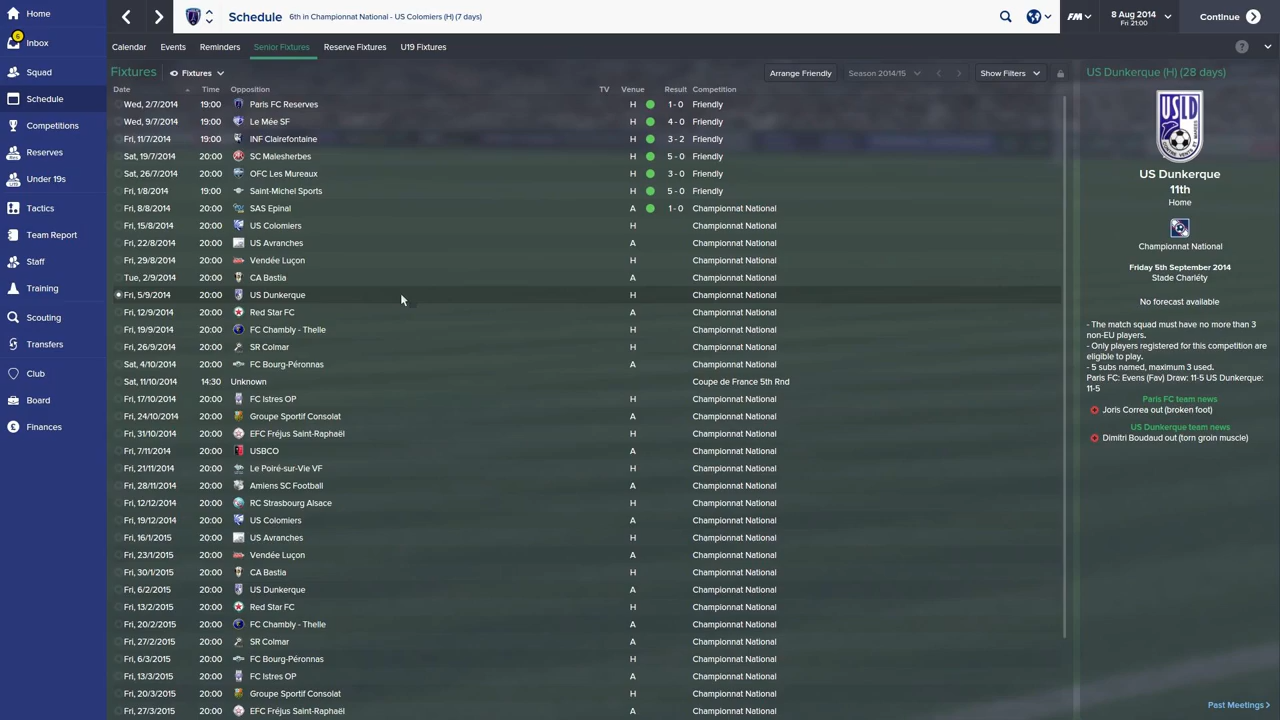 Home
Schedule
6th in Championnat National - US Colomiers (H) (7 days)
FM
8 Aug 2014
Fri 21:00
Continue
6
Inbox
Calendar
Events
Reminders
Senior Fixtures
Reserve Fixtures
U19 Fixtures
?
Squad
Schedule
Competitions
Reserves
Under 19s
Tactics
Team Report
Staff
Training
Scouting
Transfers
Club
Board
Finances
Fixtures
Fixtures
Arrange Friendly
Season 2014/15
Show Filters
Date Time Opposition TV Venue Result Competition
Wed, 2/7/2014 19:00 Paris FC Reserves H 1 - 0 Friendly
Wed, 9/7/2014 19:00 Le Mée SF H 4 - 0 Friendly
Fri, 11/7/2014 19:00 INF Clairefontaine H 3 - 2 Friendly
Sat, 19/7/2014 20:00 SC Malesherbes H 5 - 0 Friendly
Sat, 26/7/2014 20:00 OFC Les Mureaux H 3 - 0 Friendly
Fri, 1/8/2014 19:00 Saint-Michel Sports H 5 - 0 Friendly
Fri, 8/8/2014 20:00 SAS Epinal A 1 - 0 Championnat National
Fri, 15/8/2014 20:00 US Colomiers H Championnat National
Fri, 22/8/2014 20:00 US Avranches A Championnat National
Fri, 29/8/2014 20:00 Vendée Luçon H Championnat National
Tue, 2/9/2014 20:00 CA Bastia A Championnat National
Fri, 5/9/2014 20:00 US Dunkerque H Championnat National
Fri, 12/9/2014 20:00 Red Star FC A Championnat National
Fri, 19/9/2014 20:00 FC Chambly - Thelle H Championnat National
Fri, 26/9/2014 20:00 SR Colmar H Championnat National
Sat, 4/10/2014 20:00 FC Bourg-Péronnas A Championnat National
Sat, 11/10/2014 14:30 Unknown Coupe de France 5th Rnd
Fri, 17/10/2014 20:00 FC Istres OP H Championnat National
Fri, 24/10/2014 20:00 Groupe Sportif Consolat A Championnat National
Fri, 31/10/2014 20:00 EFC Fréjus Saint-Raphaël H Championnat National
Fri, 7/11/2014 20:00 USBCO A Championnat National
Fri, 21/11/2014 20:00 Le Poiré-sur-Vie VF H Championnat National
Fri, 28/11/2014 20:00 Amiens SC Football A Championnat National
Fri, 12/12/2014 20:00 RC Strasbourg Alsace H Championnat National
Fri, 19/12/2014 20:00 US Colomiers A Championnat National
Fri, 16/1/2015 20:00 US Avranches H Championnat National
Fri, 23/1/2015 20:00 Vendée Luçon A Championnat National
Fri, 30/1/2015 20:00 CA Bastia H Championnat National
Fri, 6/2/2015 20:00 US Dunkerque A Championnat National
Fri, 13/2/2015 20:00 Red Star FC H Championnat National
Fri, 20/2/2015 20:00 FC Chambly - Thelle A Championnat National
Fri, 27/2/2015 20:00 SR Colmar A Championnat National
Fri, 6/3/2015 20:00 FC Bourg-Péronnas H Championnat National
Fri, 13/3/2015 20:00 FC Istres OP A Championnat National
Fri, 20/3/2015 20:00 Groupe Sportif Consolat H Championnat National
Fri, 27/3/2015 20:00 EFC Fréjus Saint-Raphaël A Championnat National
US Dunkerque (H) (28 days)
USLD
US Dunkerque
11th
Home
Championnat National
Friday 5th September 2014
Stade Charléty
No forecast available
- The match squad must have no more than 3
non-EU players.
- Only players registered for this competition are
eligible to play.
- 5 subs named, maximum 3 used.
Paris FC: Evens (Fav) Draw: 11-5 US Dunkerque:
11-5
Paris FC team news
Joris Correa out (broken foot)
US Dunkerque team news
Dimitri Boudaud out (torn groin muscle)
Past Meetings >